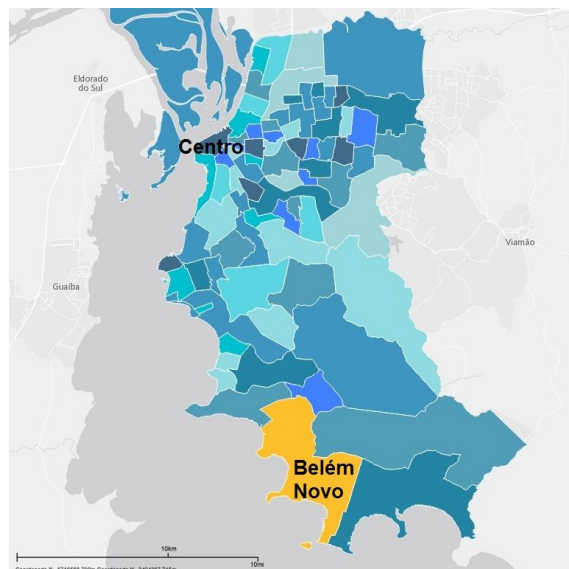 Eldorado
do Sul
Centro
Viamão
Guaíba
Belém
Novo
10km
10mi